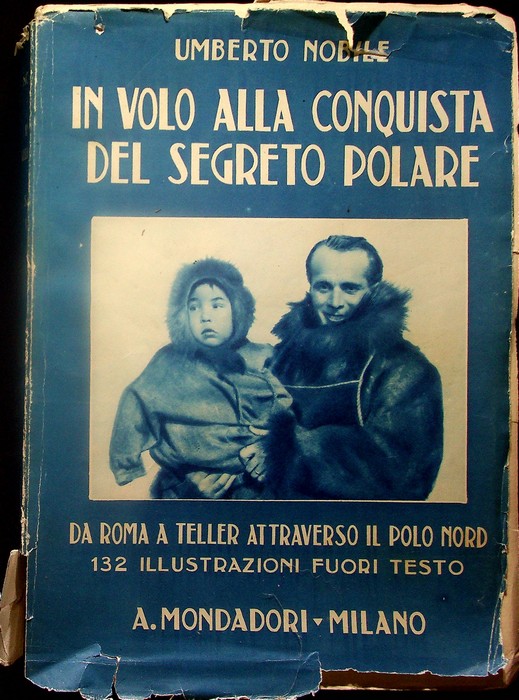 UMBERTO NOBILE
IN VOLO ALLA CONQUISTA
DEL SEGRETO POLARE
DA ROMA A TELLER ATTRAVERSO IL POLO NORD
132 ILLUSTRAZIONI FUORI TESTO
A. MONDADORI ▾ MILANO